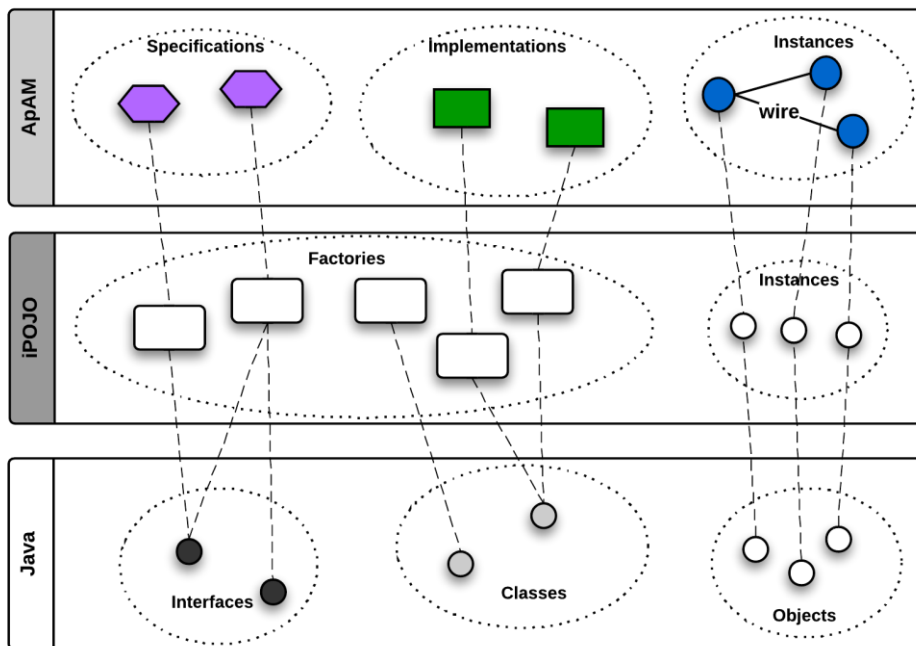 ApAM
Specifications
Implementations
Instances
wire
iPOJO
Factories
Instances
Java
Interfaces
Classes
Objects